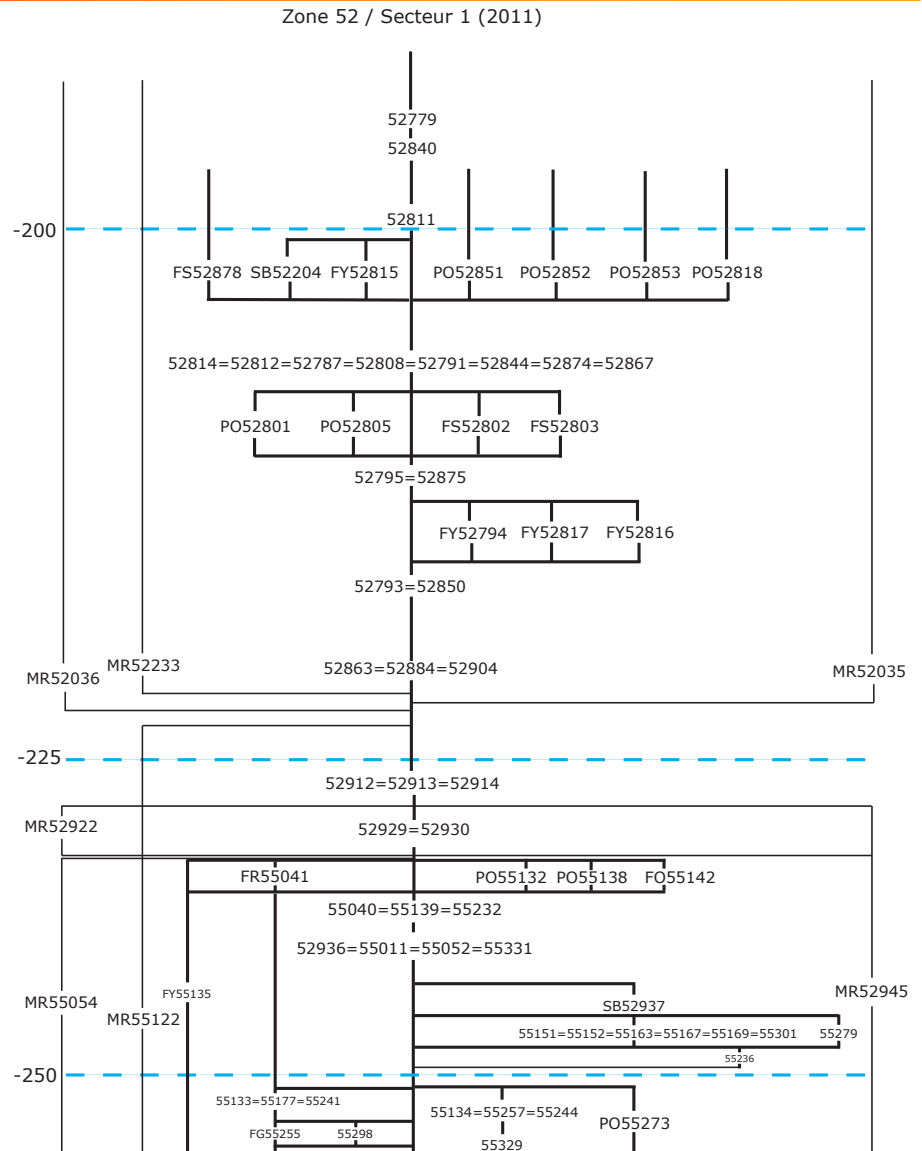 Zone 52 / Secteur 1 (2011)
52779
52840
52811
-200
FS52878 SB52204 FY52815 PO52851 PO52852 PO52853 PO52818
52814=52812=52787=52808=52791=52844=52874=52867
PO52801 PO52805 FS52802 FS52803
52795=52875
FY52794 FY52817 FY52816
52793=52850
52863=52884=52904
MR52233
MR52036
MR52035
-225
52912=52913=52914
MR52922
52929=52930
FR55041 PO55132 PO55138 FO55142
55040=55139=55232
52936=55011=55052=55331
FY55135
MR52945
MR55054
SB52937
MR55122
55151=55152=55163=55167=55169=55301 55279
55236
-250
55133=55177=55241
55134=55257=55244
PO55273
FG55255 55298
55329